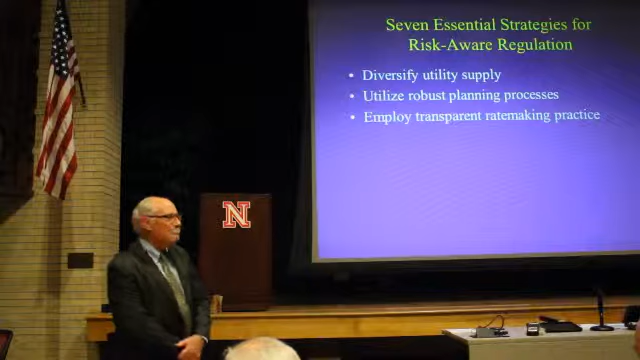 Seven Essential Strategies for
Risk-Aware Regulation
• Diversify utility supply
• Utilize robust planning processes
• Employ transparent ratemaking practice
N